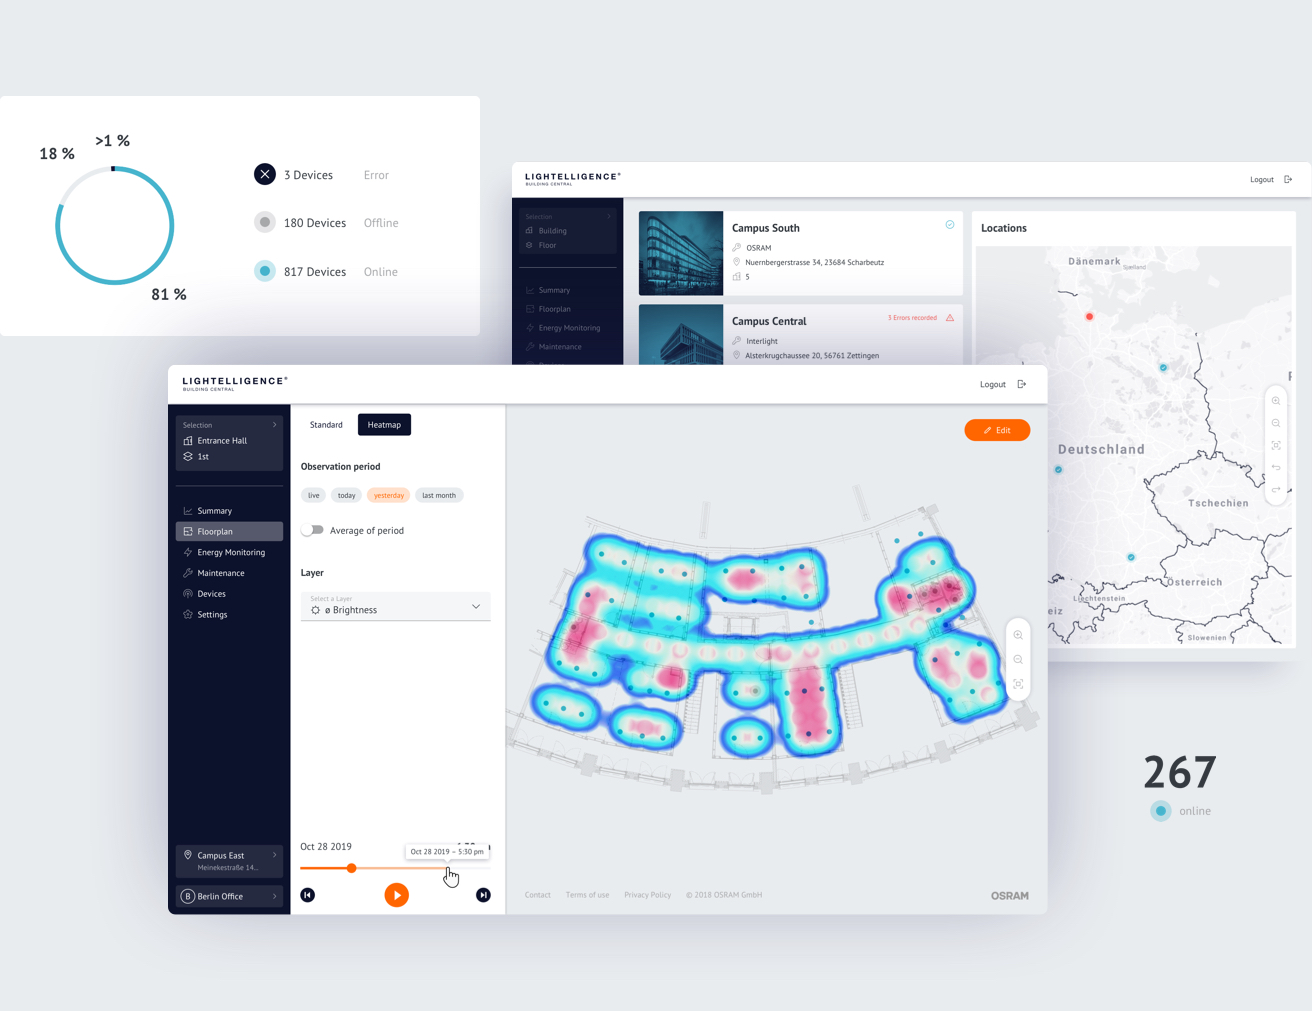 >1 %
18 %
81 %
3 Devices Error
180 Devices Offline
817 Devices Online
LIGHTELLIGENCE®
BUILDING CENTRAL
Logout
Selection
Building
Floor
Summary
Floorplan
Energy Monitoring
Maintenance
Campus South
OSRAM
Nuernbergerstrasse 34, 23684 Scharbeutz
5
Campus Central
3 Errors recorded
Interlight
Alsterkrugchaussee 20, 56761 Zettingen
Locations
Dänemark
Sjælland
Deutschland
Tschechien
Österreich
Liechtenstein
eiz
Slowenien
LIGHTELLIGENCE®
BUILDING CENTRAL
Logout
Selection
Entrance Hall
1st
Summary
Floorplan
Energy Monitoring
Maintenance
Devices
Settings
Campus East
Meinekestraße 14...
B Berlin Office
Standard
Heatmap
Observation period
live
today
yesterday
last month
Average of period
Layer
Select a Layer
ø Brightness
Oct 28 2019
Oct 28 2019 – 5:30 pm
Edit
Contact
Terms of use
Privacy Policy
© 2018 OSRAM GmbH
OSRAM
267
online